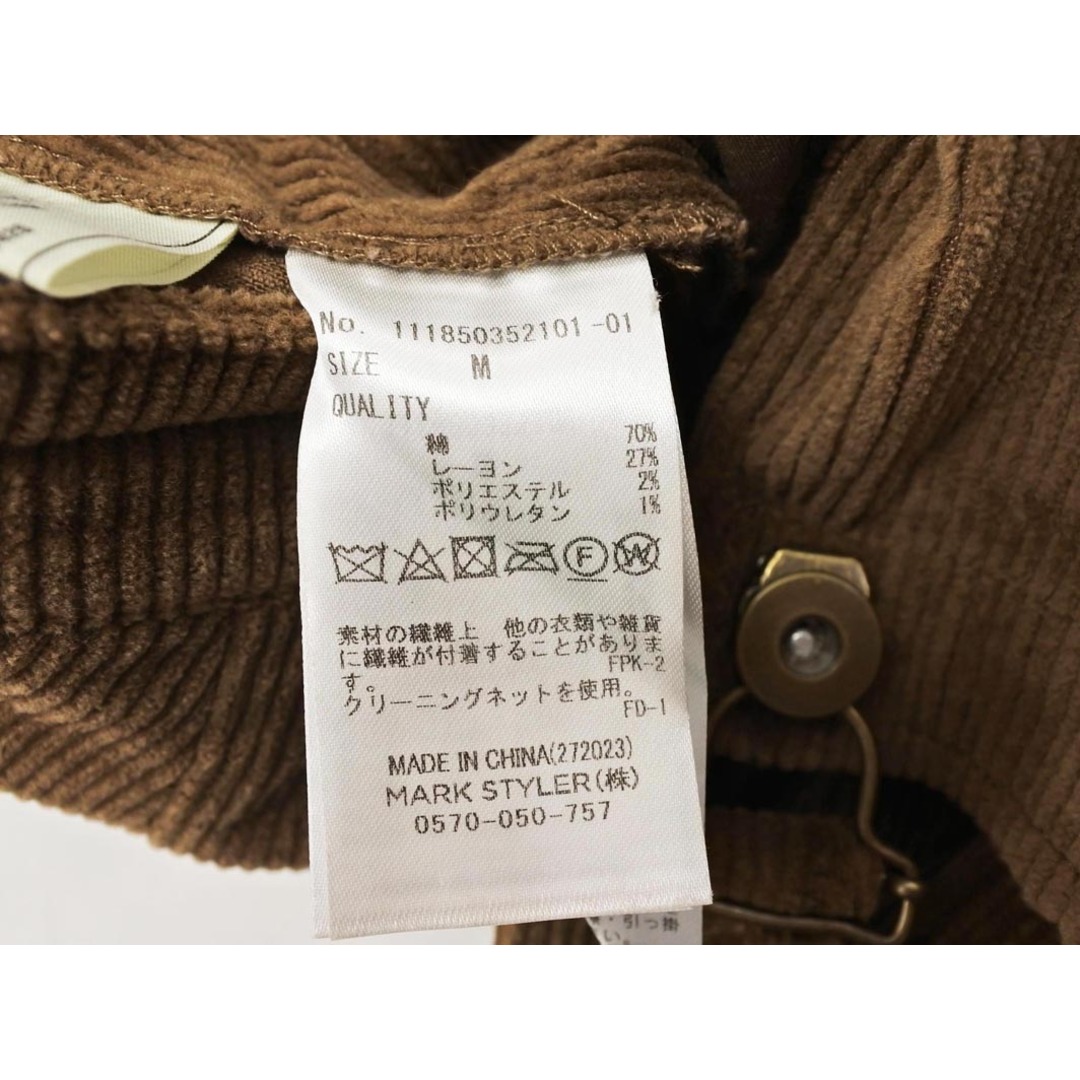 No. 111850352101-01
SIZE M
QUALITY
綿 70%
レーヨン 27%
ポリエステル 2%
ポリウレタン 1%
F W
素材の繊維上 他の衣類や雑貨
に繊維が付着することがありま
す。 FPK-2
クリーニングネットを使用。
FD-1
MADE IN CHINA(272023)
MARK STYLER(株)
0570-050-757
引っ掛
い。